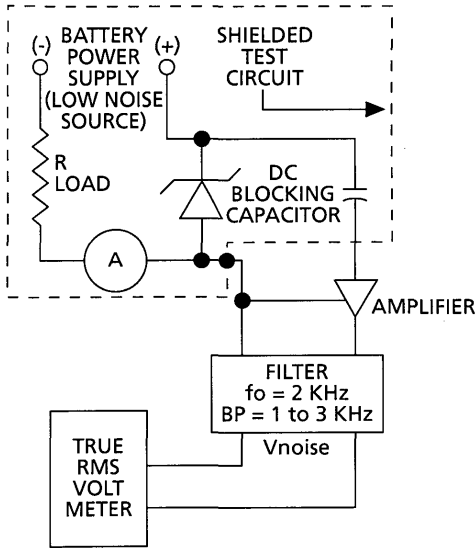 (-)
BATTERY
POWER
SUPPLY
(LOW NOISE
SOURCE)
(+)
SHIELDED
TEST
CIRCUIT
R
LOAD
DC
BLOCKING
CAPACITOR
A
AMPLIFIER
FILTER
fo = 2 KHz
BP = 1 to 3 KHz
Vnoise
TRUE
RMS
VOLT
METER